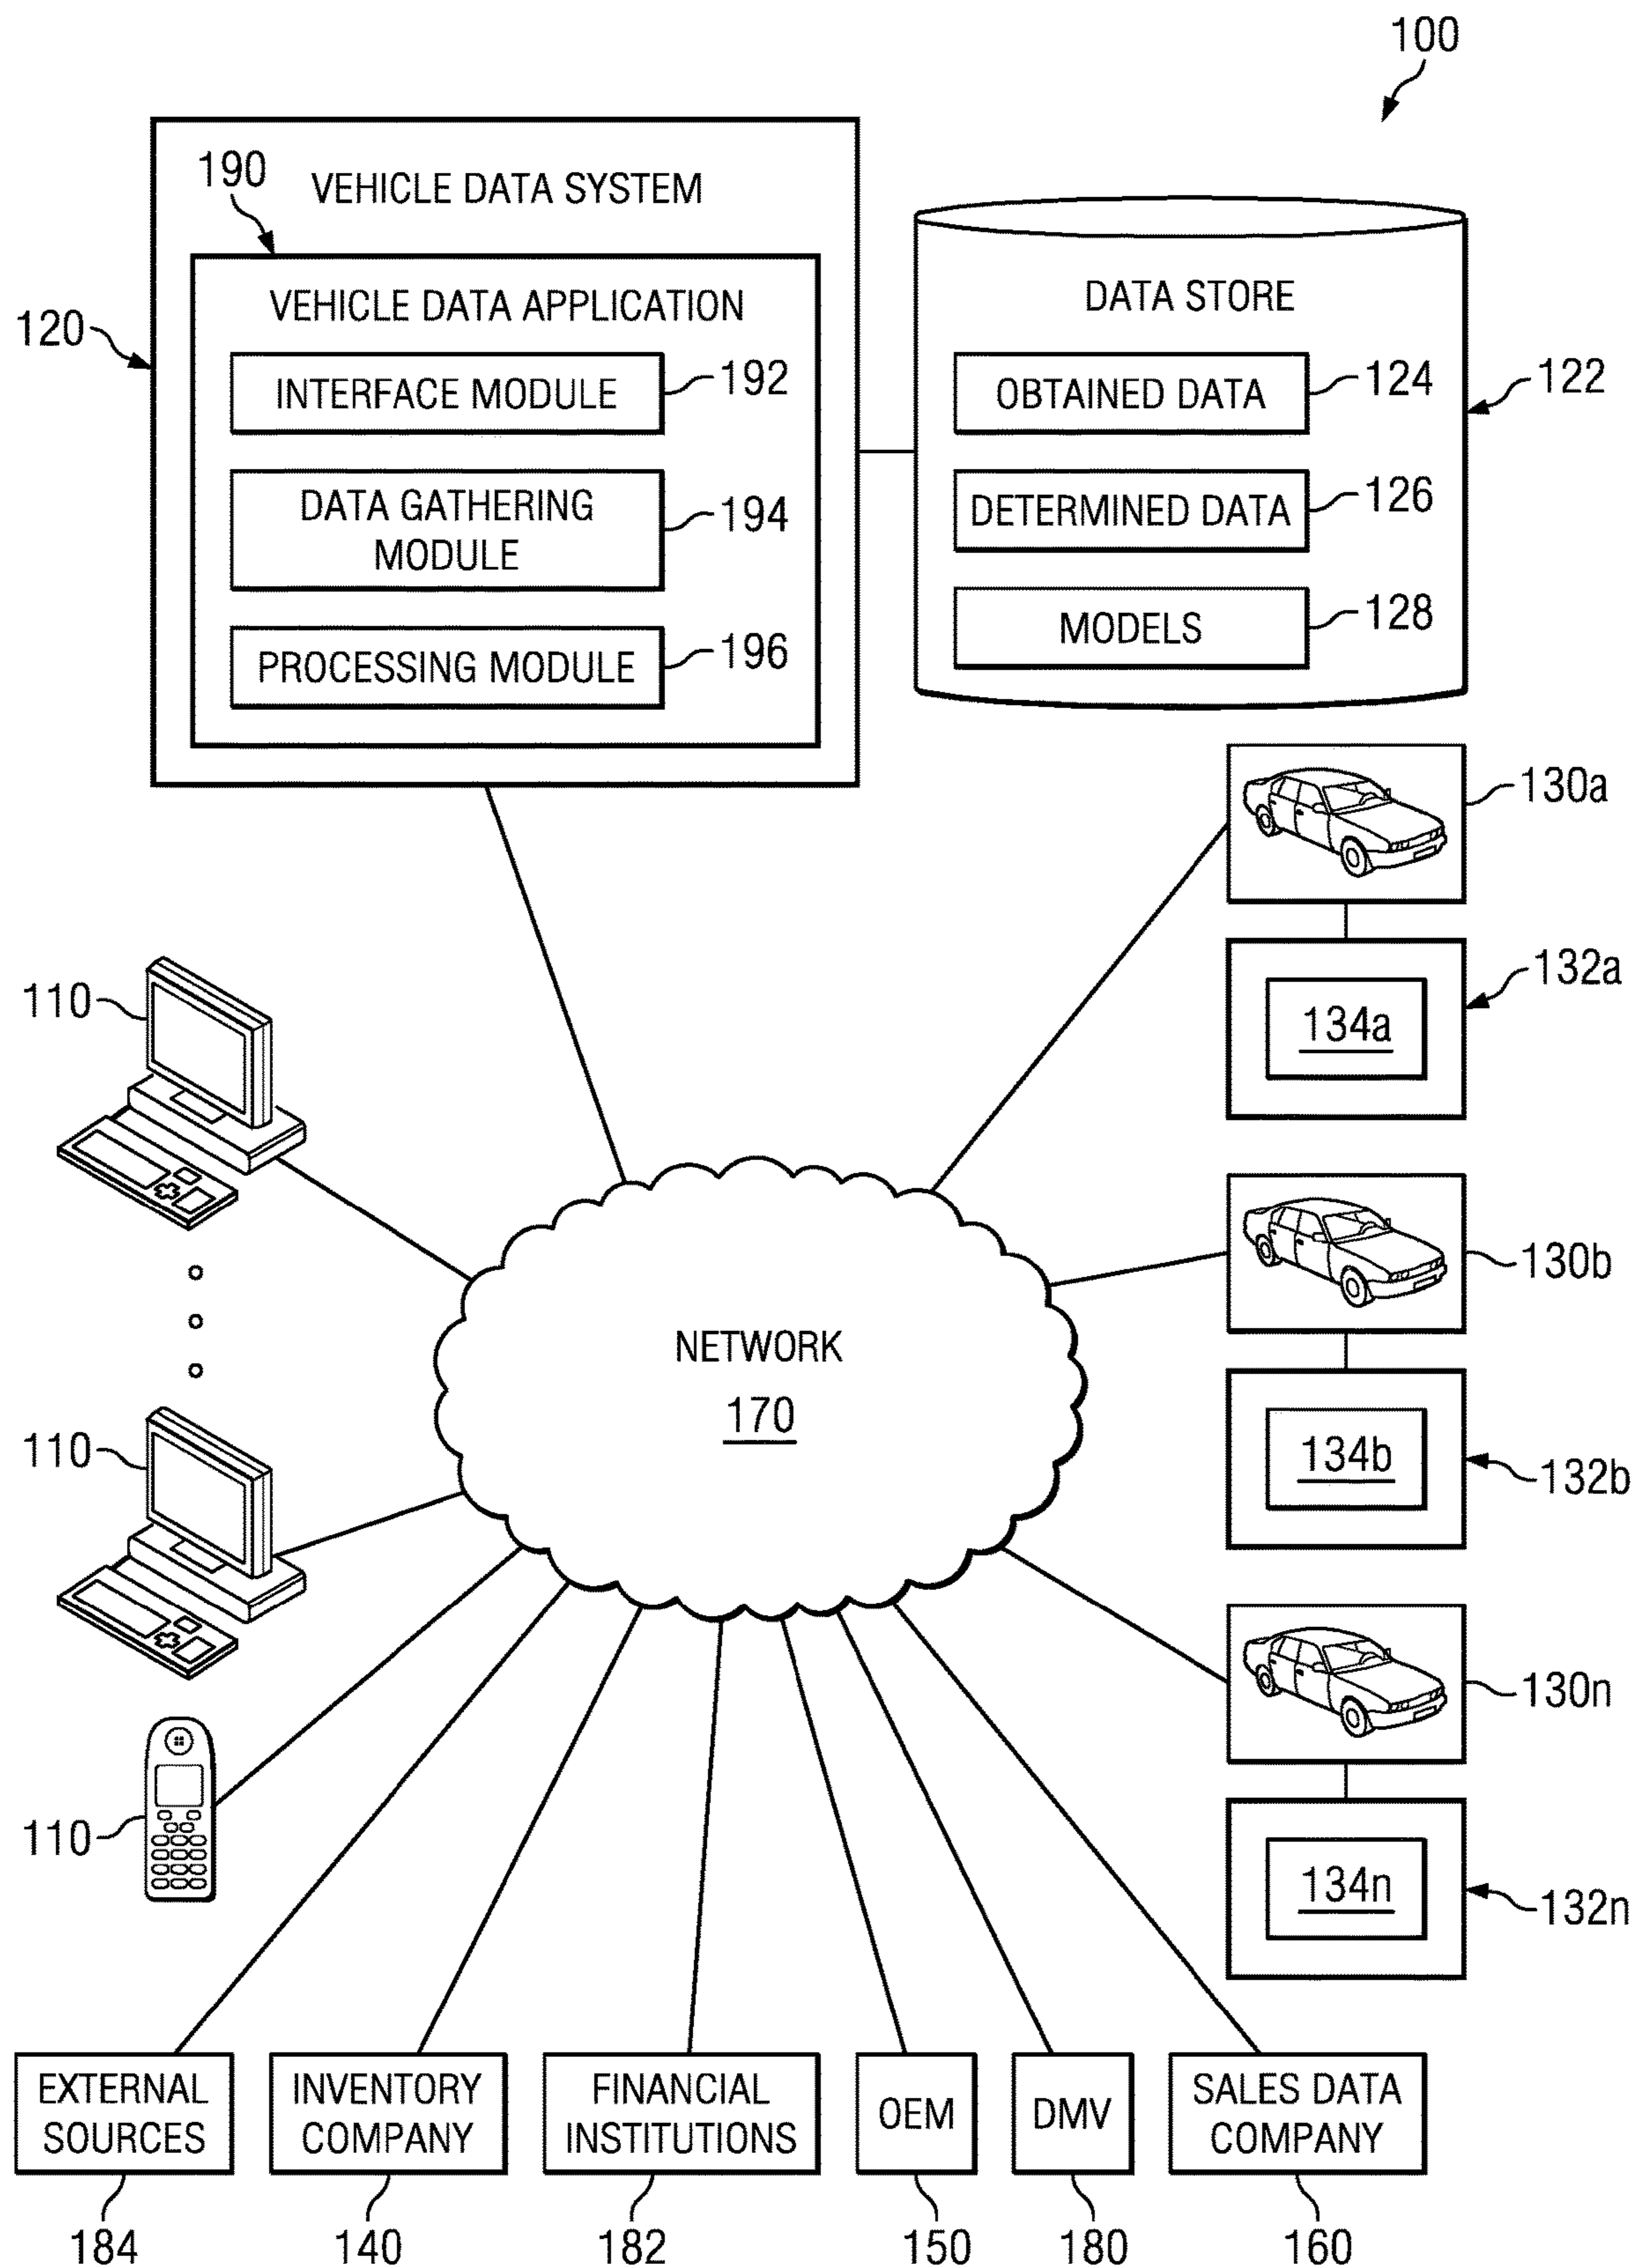 100
VEHICLE DATA SYSTEM
190
VEHICLE DATA APPLICATION
120
INTERFACE MODULE
192
DATA GATHERING
MODULE
194
PROCESSING MODULE
196
DATA STORE
122
OBTAINED DATA
124
DETERMINED DATA
126
MODELS
128
130a
132a
134a
110
130b
NETWORK
170
134b
132b
110
130n
110
134n
132n
EXTERNAL
SOURCES
INVENTORY
COMPANY
FINANCIAL
INSTITUTIONS
OEM
DMV
SALES DATA
COMPANY
184
140
182
150
180
160